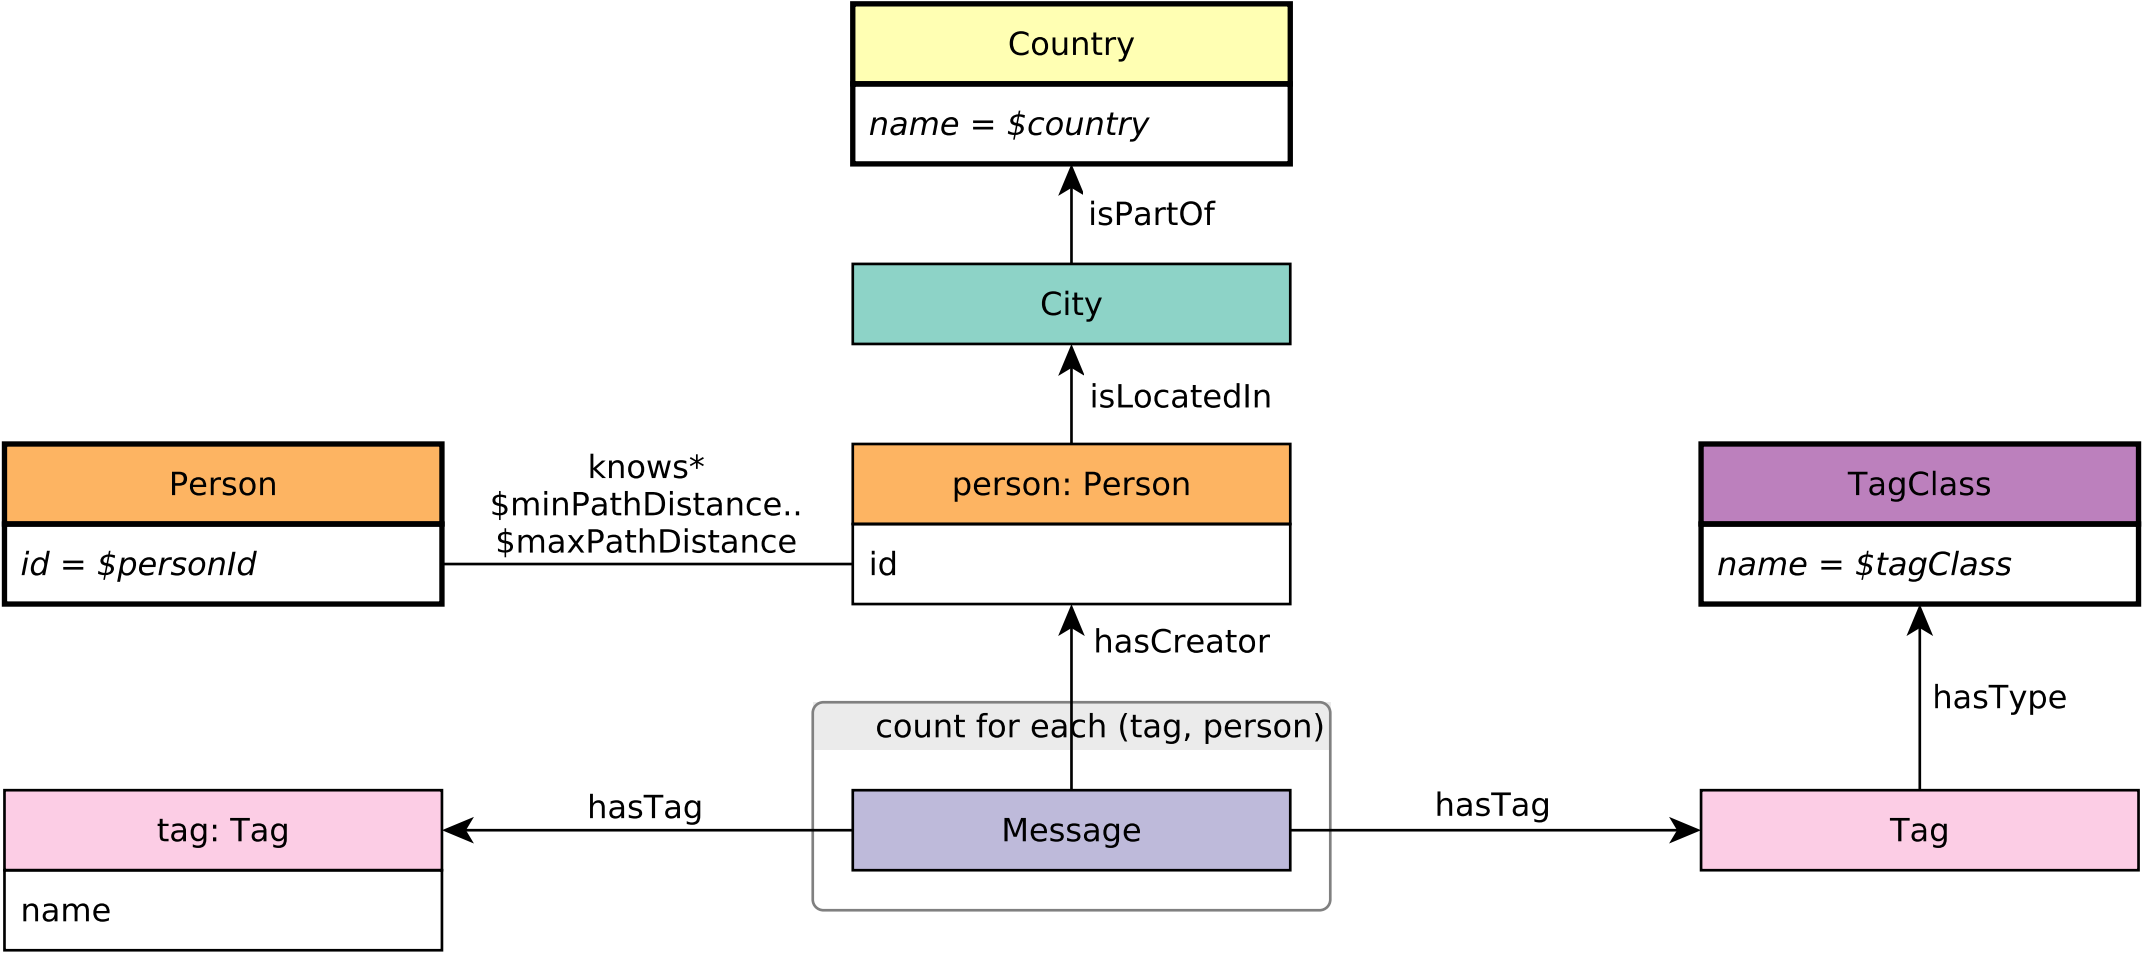 Country
name = $country
isPartOf
City
isLocatedIn
Person
id = $personId
knows*
$minPathDistance..
$maxPathDistance
person: Person
id
TagClass
name = $tagClass
hasCreator
hasType
count for each (tag, person)
tag: Tag
name
hasTag
Message
hasTag
Tag